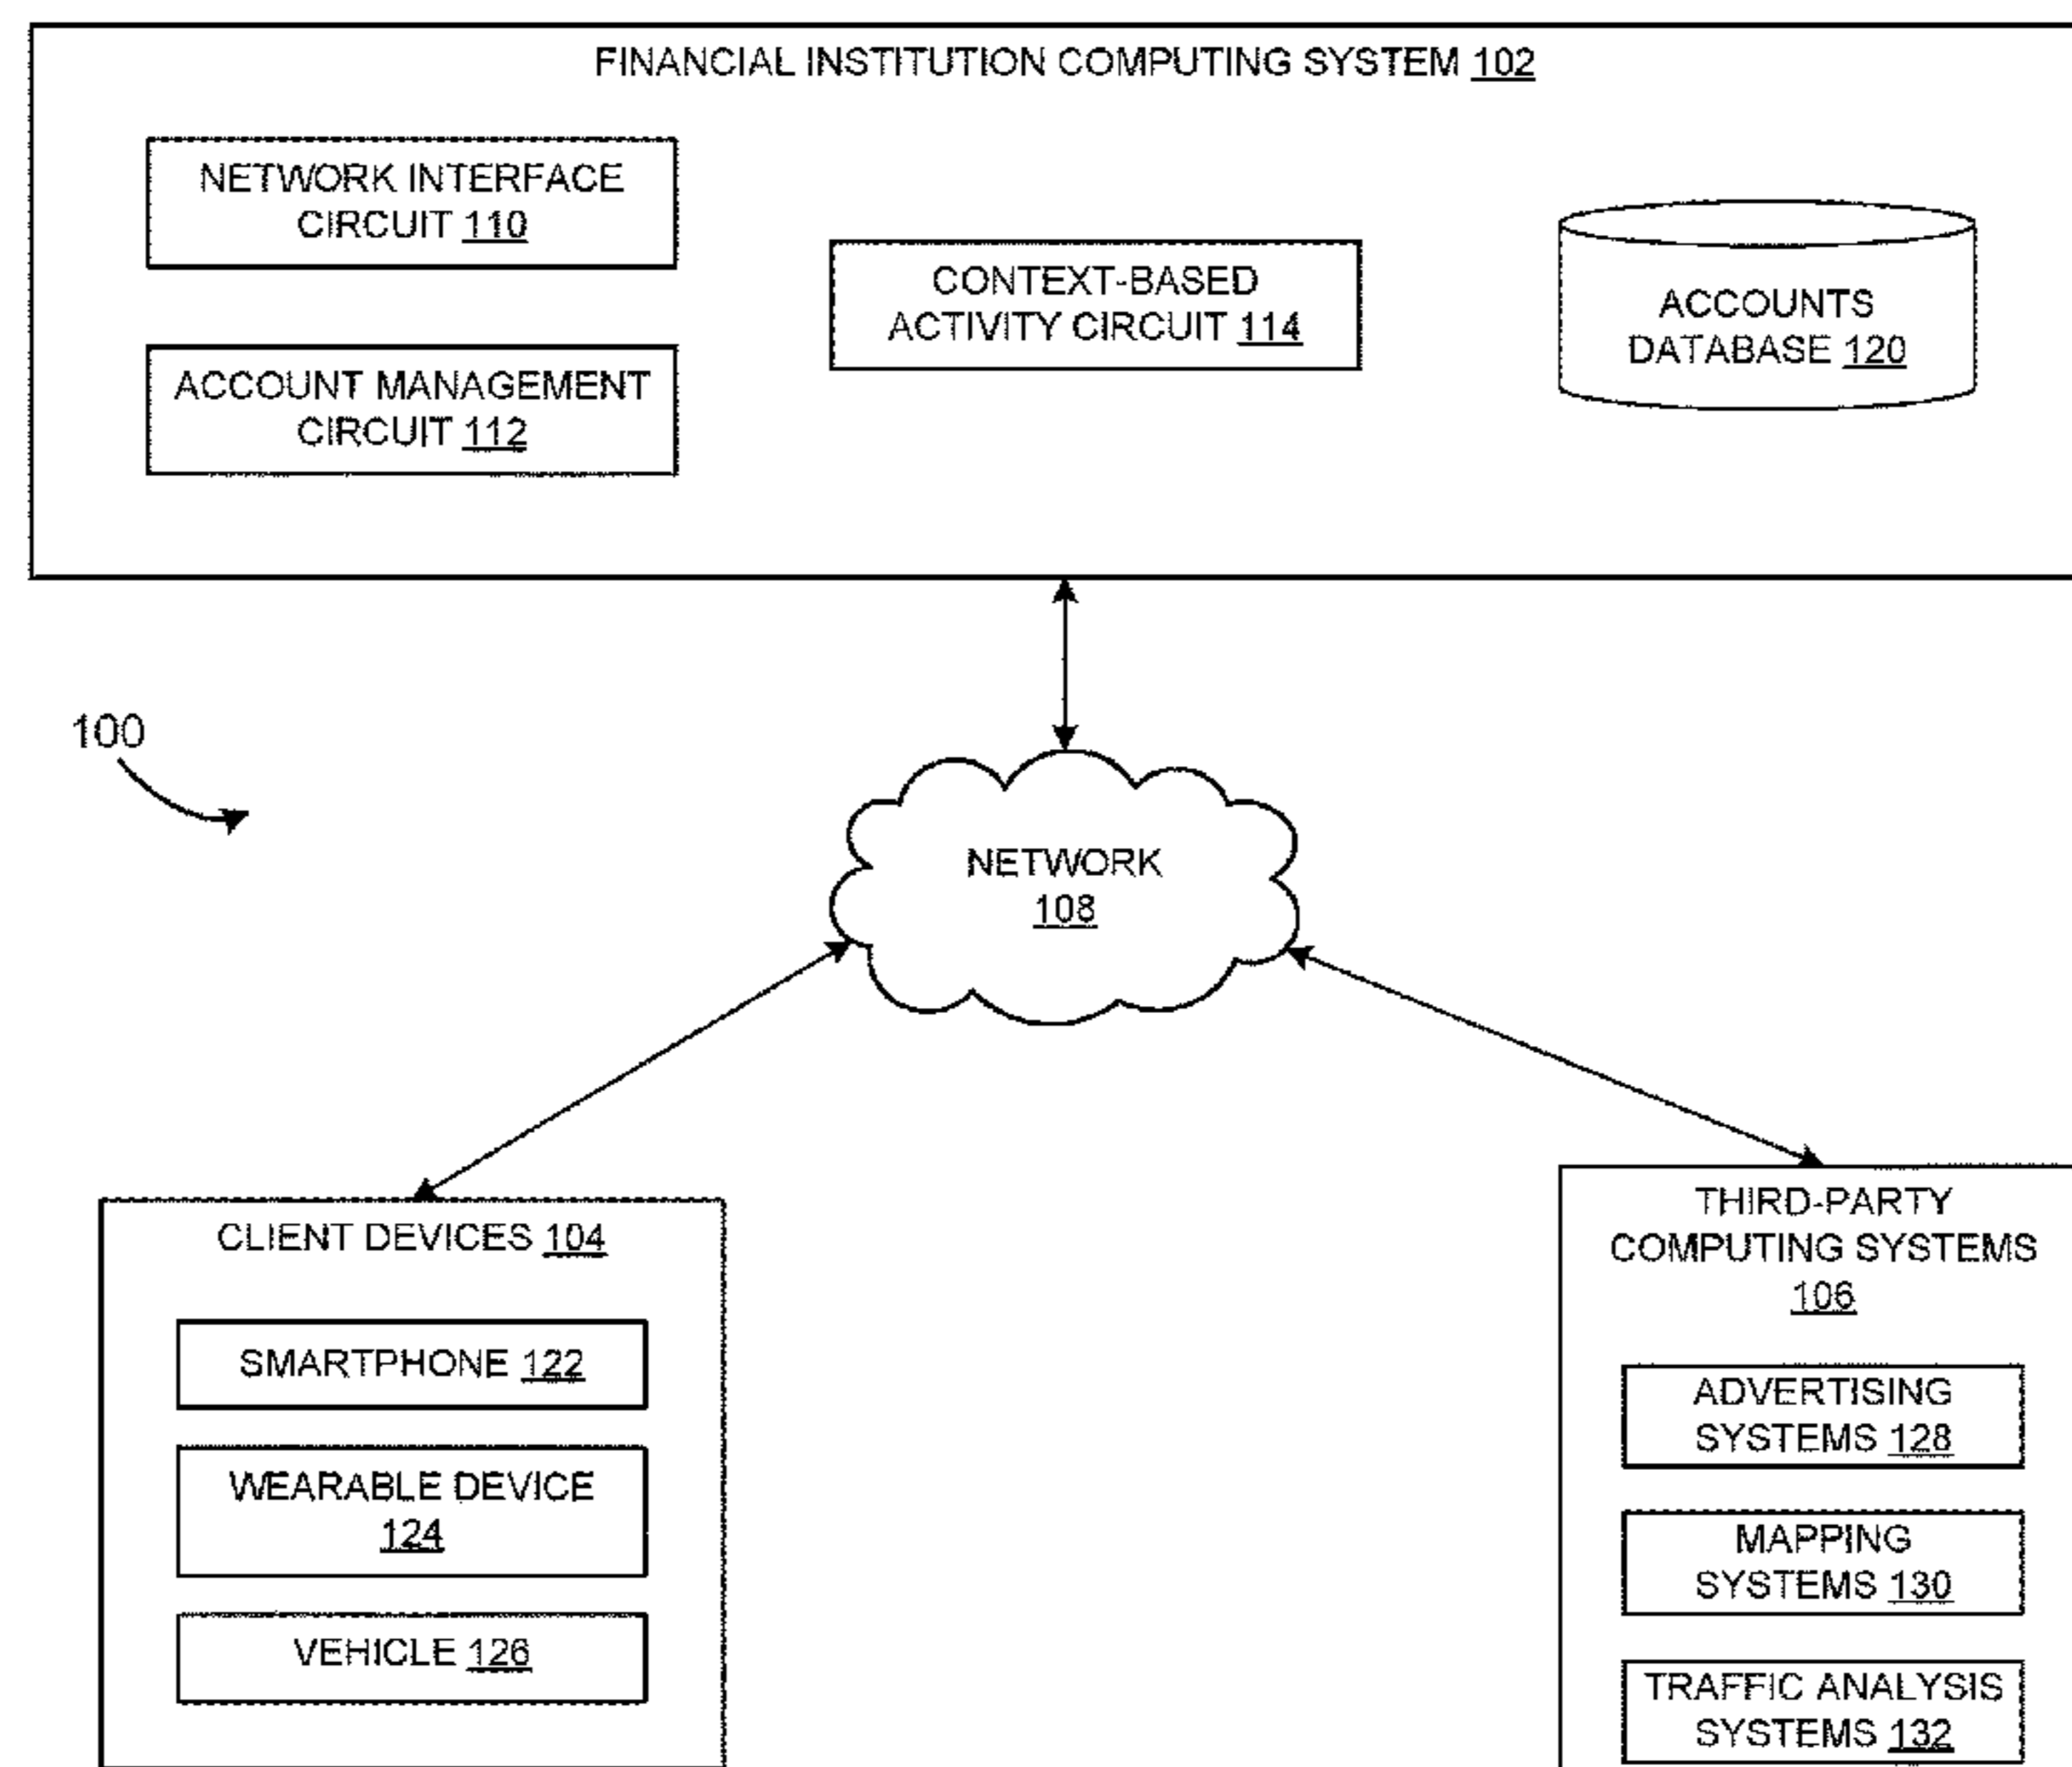 FINANCIAL INSTITUTION COMPUTING SYSTEM 102
NETWORK INTERFACE
CIRCUIT 110
ACCOUNT MANAGEMENT
CIRCUIT 112
CONTEXT-BASED
ACTIVITY CIRCUIT 114
ACCOUNTS
DATABASE 120
100
NETWORK
108
CLIENT DEVICES 104
SMARTPHONE 122
WEARABLE DEVICE
124
VEHICLE 126
THIRD-PARTY
COMPUTING SYSTEMS
106
ADVERTISING
SYSTEMS 128
MAPPING
SYSTEMS 130
TRAFFIC ANALYSIS
SYSTEMS 132